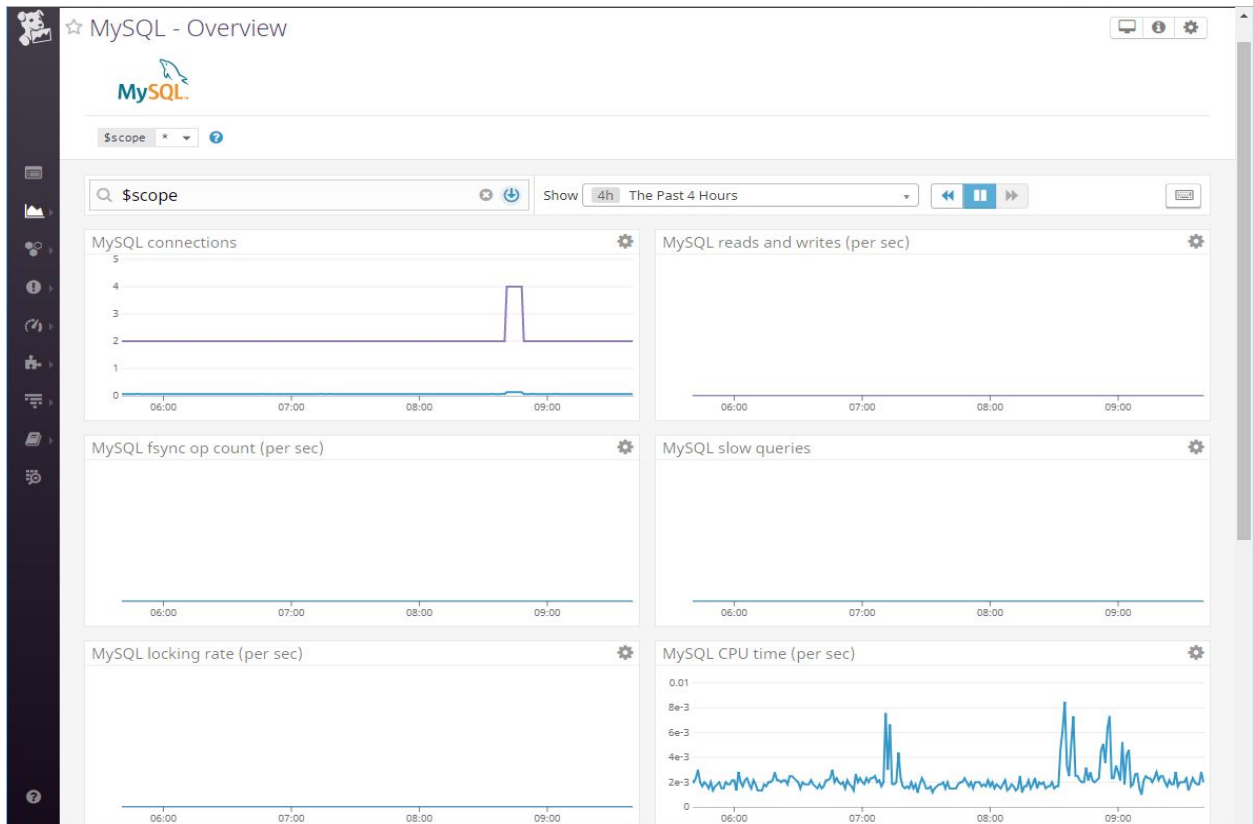 MySQL - Overview
MySQL
$scope * 
$scope
Show 4h The Past 4 Hours
MySQL connections
5
4
3
2
1
0
06:00 07:00 08:00 09:00
MySQL reads and writes (per sec)
06:00 07:00 08:00 09:00
MySQL fsync op count (per sec)
06:00 07:00 08:00 09:00
MySQL slow queries
06:00 07:00 08:00 09:00
MySQL locking rate (per sec)
06:00 07:00 08:00 09:00
MySQL CPU time (per sec)
0.01
8e-3
6e-3
4e-3
2e-3
0
06:00 07:00 08:00 09:00